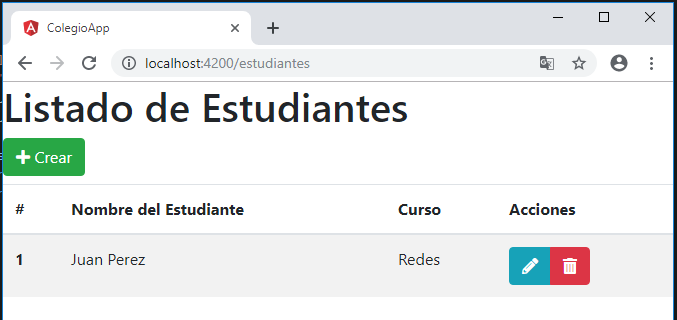 ColegioApp
localhost:4200/estudiantes
Listado de Estudiantes
Crear
# Nombre del Estudiante Curso Acciones
1 Juan Perez Redes